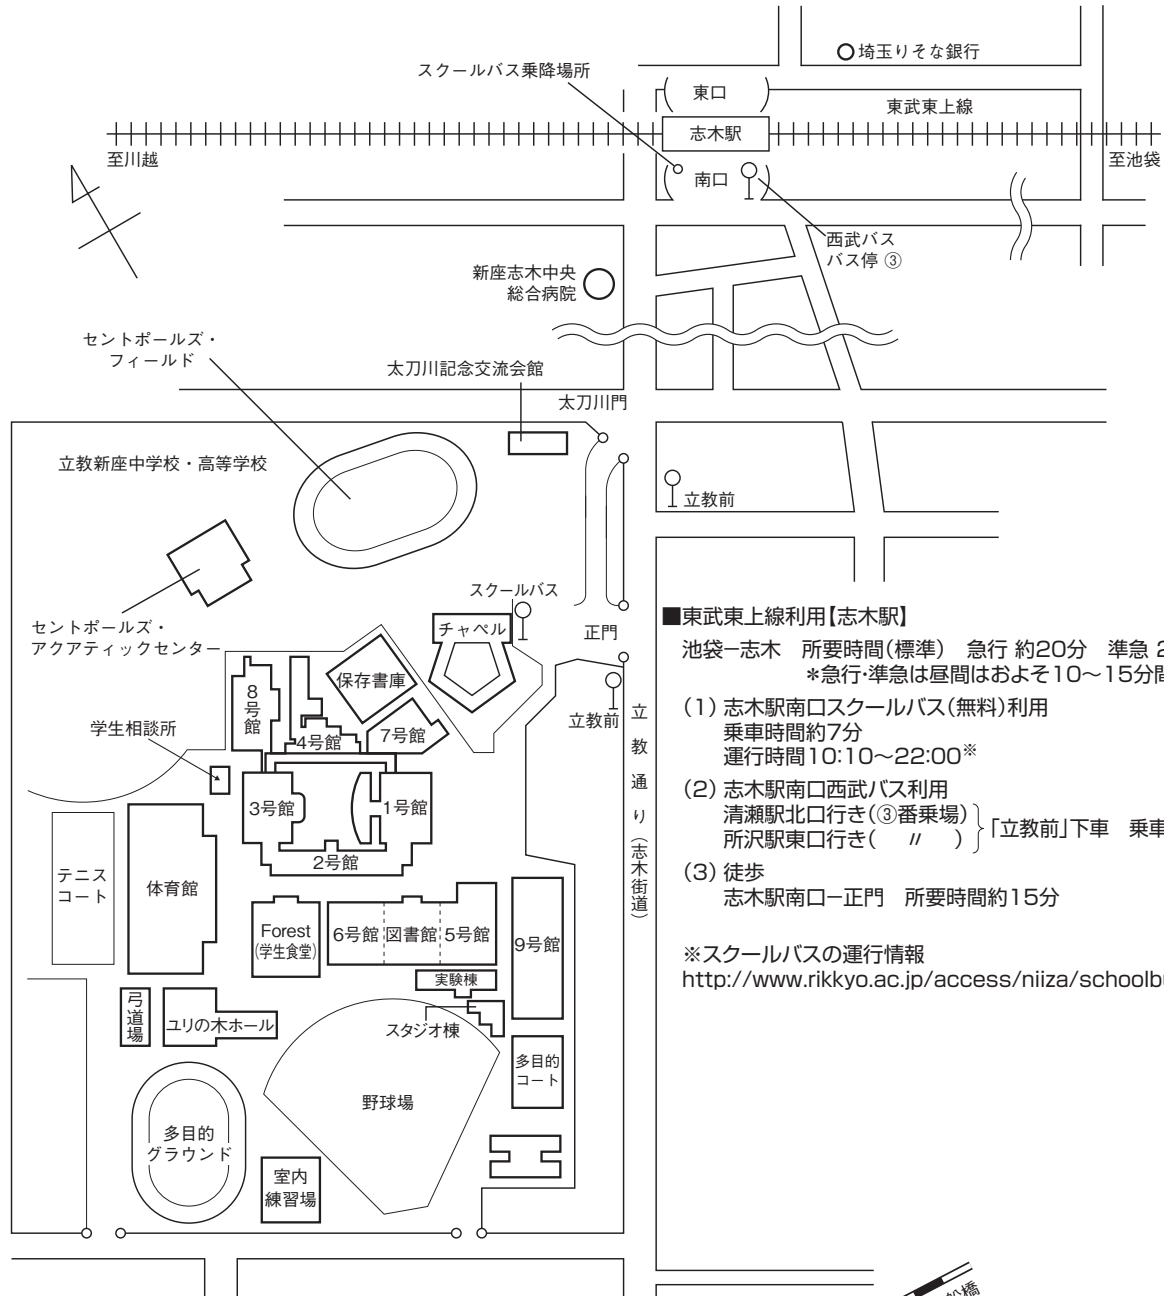 埼玉りそな銀行
スクールバス乗降場所
東口
東武東上線
志木駅
至川越
至池袋
南口
西武バス
バス停 ③
新座志木中央
総合病院
セントポールズ・
フィールド
太刀川記念交流会館
太刀川門
立教新座中学校・高等学校
立教前
スクールバス
チャペル
正門
セントポールズ・
アクアティックセンター
保存書庫
8号館
立教前
学生相談所
4号館
7号館
立教通り(志木街道)
3号館
1号館
2号館
テニス
コート
体育館
Forest
(学生食堂)
6号館
図書館
5号館
9号館
実験棟
弓道場
ユリの木ホール
スタジオ棟
多目的
コート
野球場
多目的
グラウンド
室内
練習場
■東武東上線利用【志木駅】
池袋−志木 所要時間(標準) 急行 約20分 準急 2
*急行・準急は昼間はおよそ10〜15分間
(1) 志木駅南口スクールバス(無料)利用
乗車時間約7分
運行時間10:10〜22:00※
(2) 志木駅南口西武バス利用
清瀬駅北口行き(③番乗場)
所沢駅東口行き( 〃 )
「立教前」下車 乗車
(3) 徒歩
志木駅南口−正門 所要時間約15分
※スクールバスの運行情報
http://www.rikkyo.ac.jp/access/niiza/schoolb